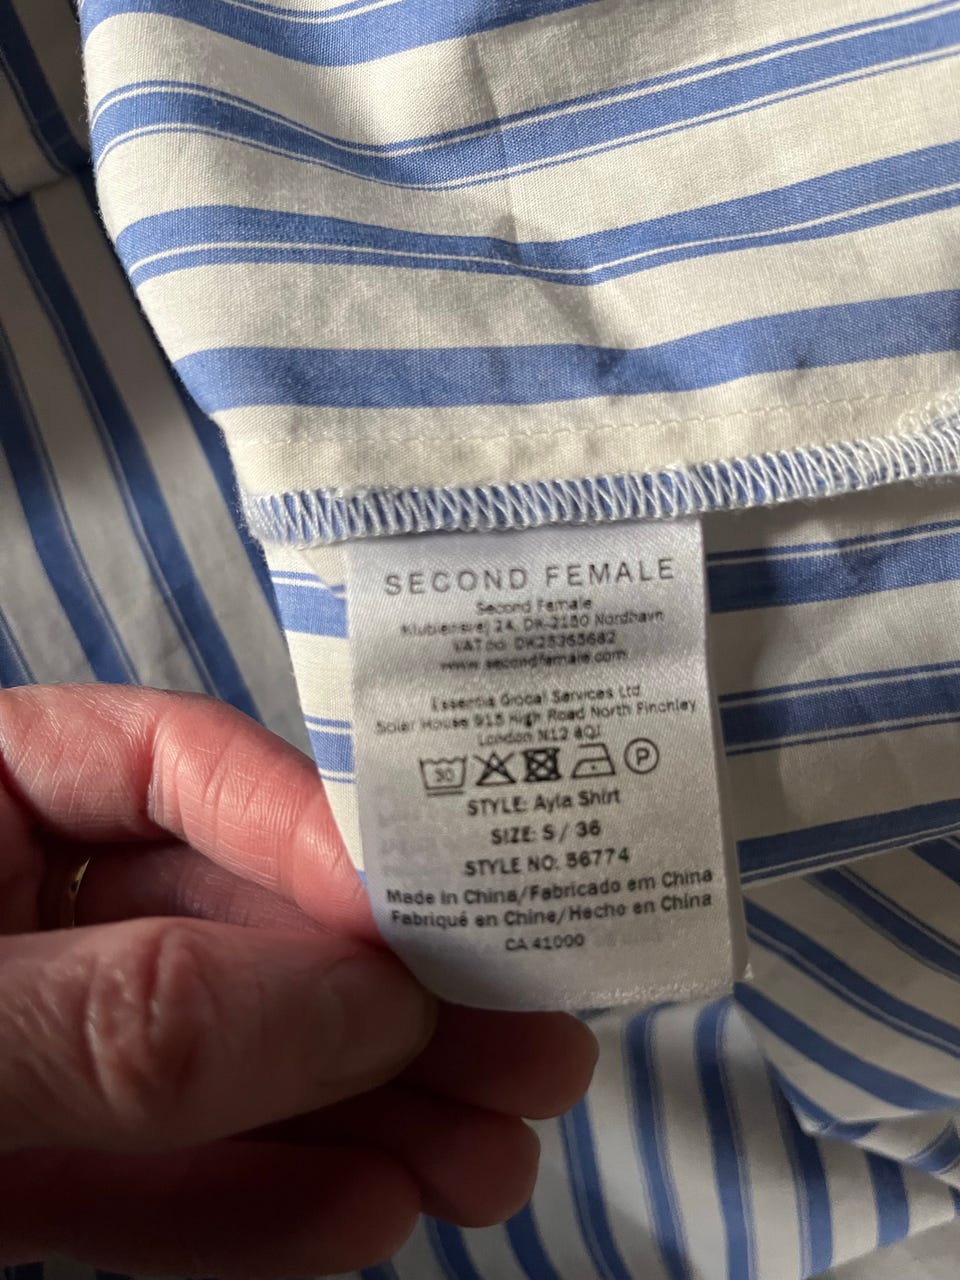 SECOND FEMALE
Second Female
Klubiensvej 24, DK-2150 Nordhavn
VAT no: DK25365682
www.secondfemale.com
Essentia Global Services Ltd
Solar House 915 High Road North Finchley
London N12 8QJ
30
P
STYLE: Ayla Shirt
SIZE: S / 36
STYLE NO: 56774
Made in China/Fabricado em China
Fabriqué en Chine/Hecho en China
CA 41000